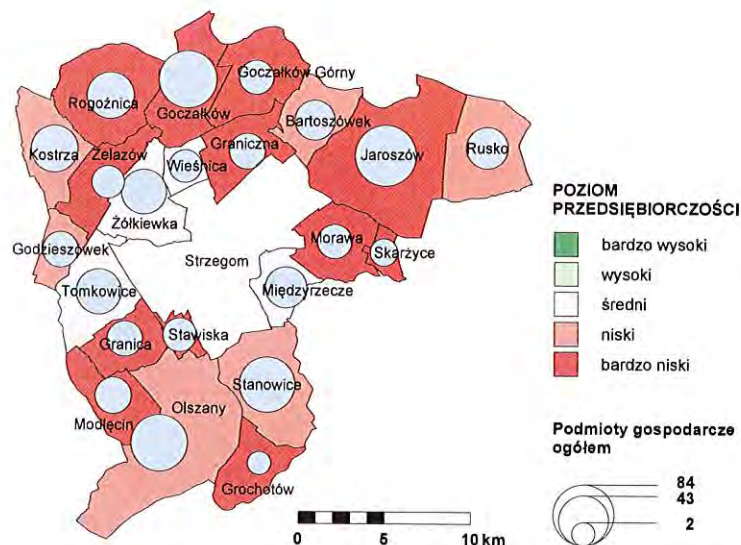 Goczałków Górny
Rogoźnica
Goczałków
Bartoszówek
Kostrza
Żelazów
Wieśnica
Graniczna
Jaroszów
Rusko
Żółkiewka
Godzieszówek
Morawa
Skarżyce
Strzegom
Tomkowice
Międzyrzecze
Granica
Stawiska
Stanowice
Olszany
Modlęcin
Grochotów
0 5 10 km
POZIOM
PRZEDSIĘBIORCZOŚCI
bardzo wysoki
wysoki
średni
niski
bardzo niski
Podmioty gospodarcze
ogółem
84
43
2